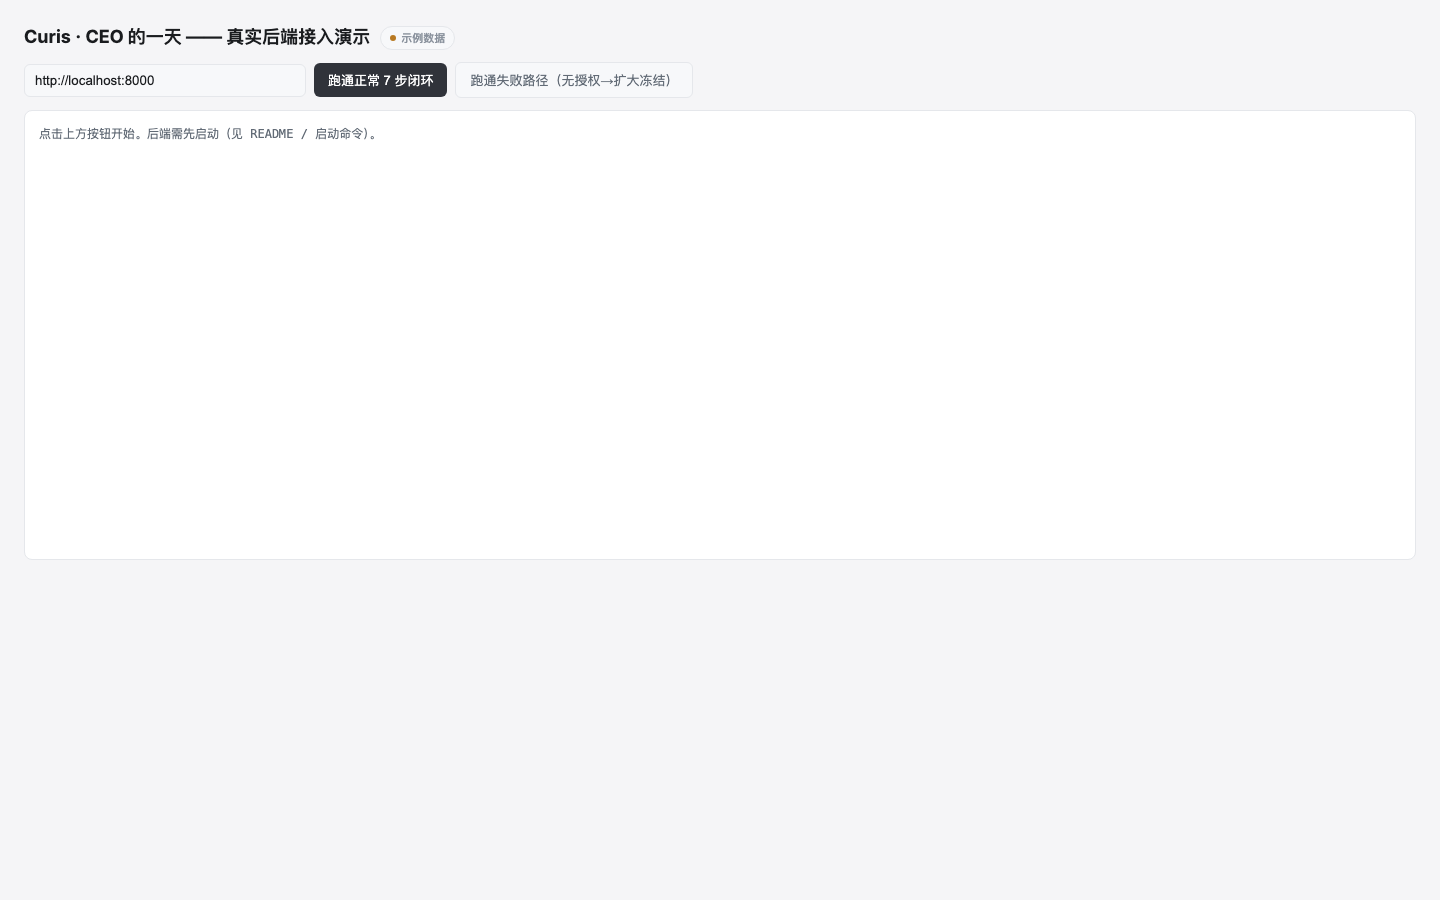 Curis · CEO 的一天 —— 真实后端接入演示
示例数据
http://localhost:8000
跑通正常 7 步闭环
跑通失败路径（无授权→扩大冻结）
点击上方按钮开始。后端需先启动（见 README / 启动命令）。